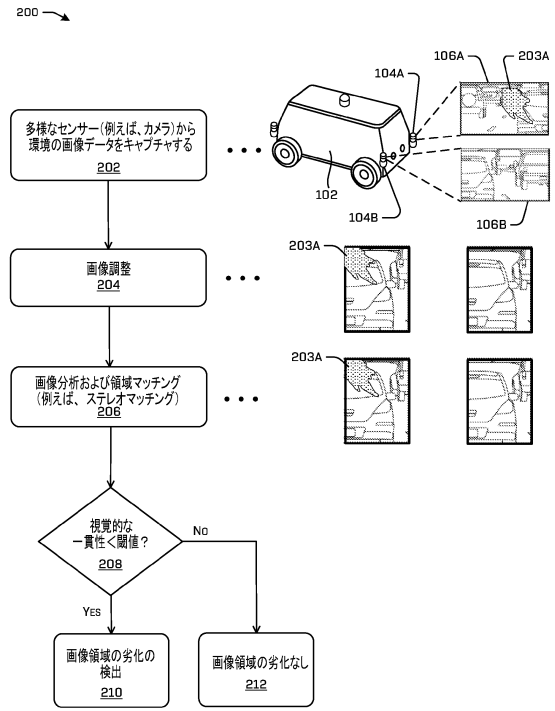 200
106A
203A
104A
多様なセンサー(例えば、カメラ)から
環境の画像データをキャプチャする
202
102
104B
106B
203A
画像調整
204
203A
画像分析および領域マッチング
(例えば、ステレオマッチング)
206
視覚的な
一貫性<閾値?
208
No
Yes
画像領域の劣化の
検出
210
画像領域の劣化なし
212